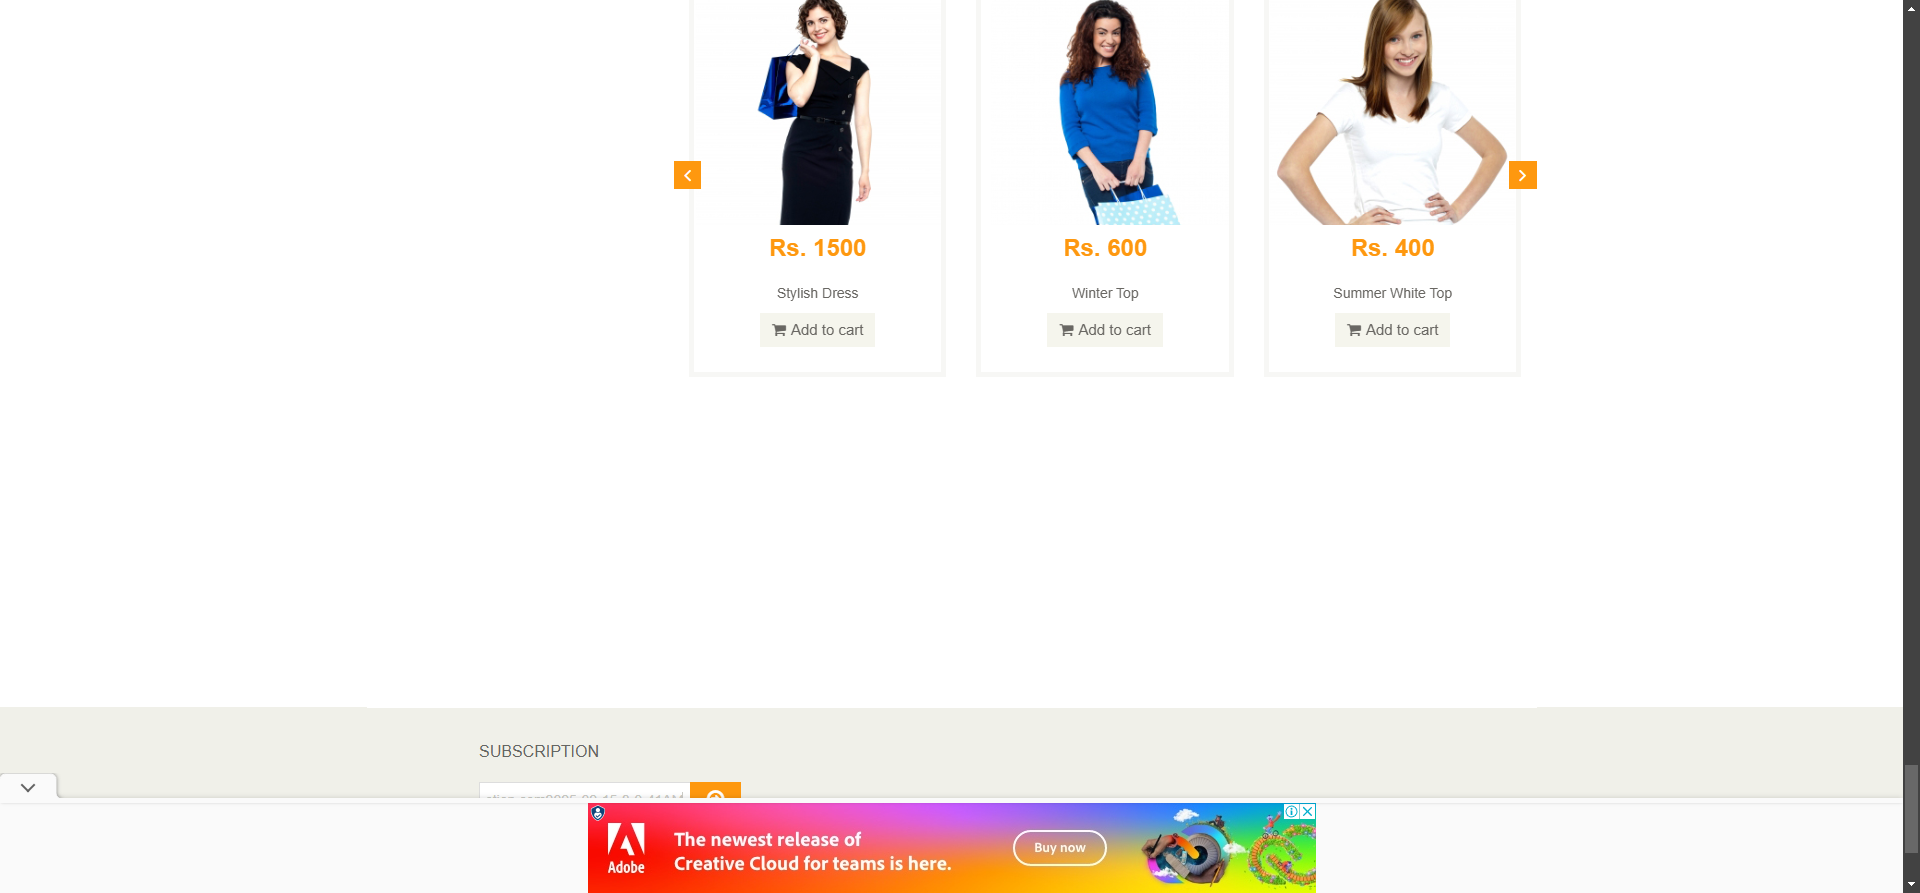 Rs. 1500
Rs. 600
Rs. 400
Stylish Dress
Winter Top
Summer White Top
Add to cart
Add to cart
Add to cart
SUBSCRIPTION
Adobe
The newest release of
Creative Cloud for teams is here.
Buy now